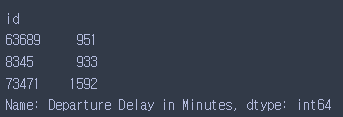 id
63689     951
8345      933
73471    1592
Name: Departure Delay in Minutes, dtype: int64